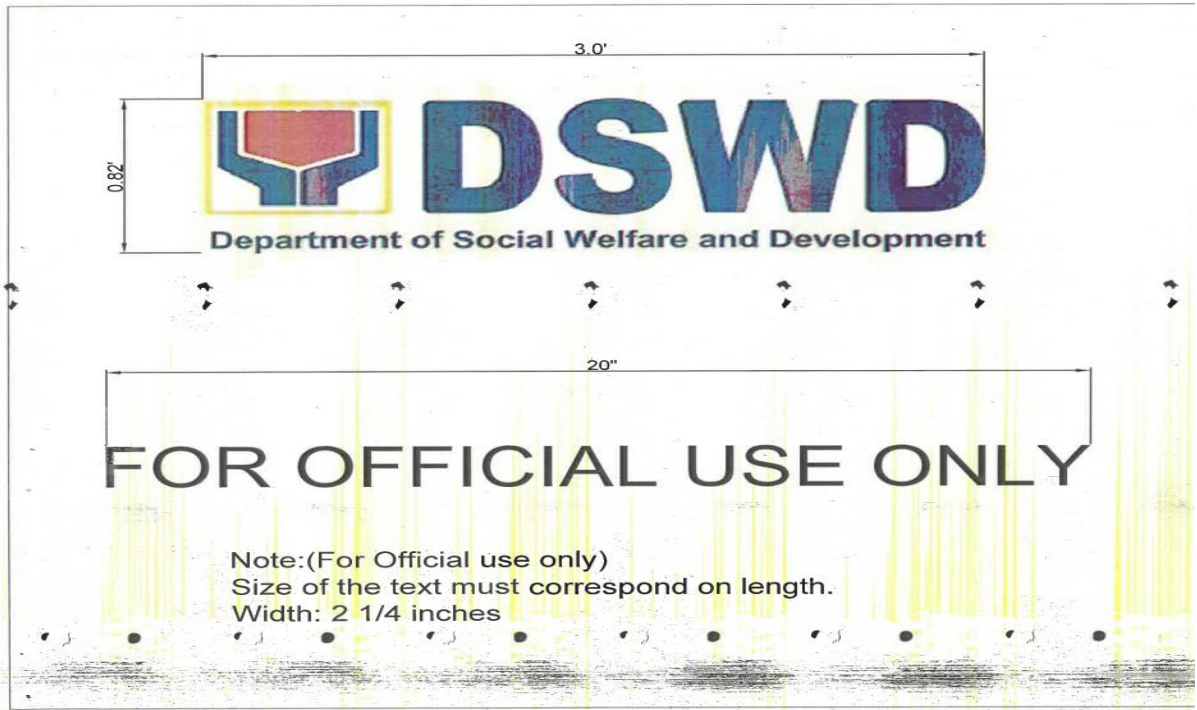 3.0'
0.82'
DSWD
Department of Social Welfare and Development
20"
FOR OFFICIAL USE ONLY
Note:(For Official use only)
Size of the text must correspond on length.
Width: 2 1/4 inches